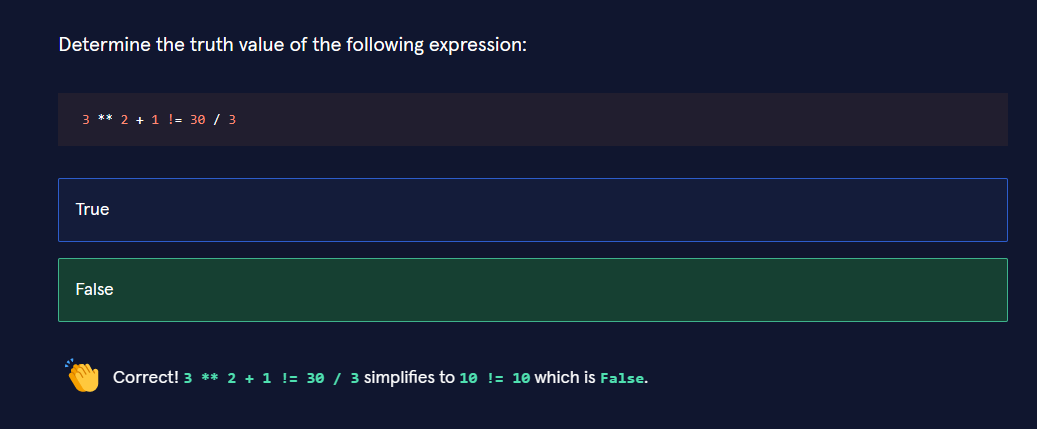 Determine the truth value of the following expression:
3 ** 2 + 1 != 30 / 3
True
False
Correct! 3 ** 2 + 1 != 30 / 3 simplifies to 10 != 10 which is False.